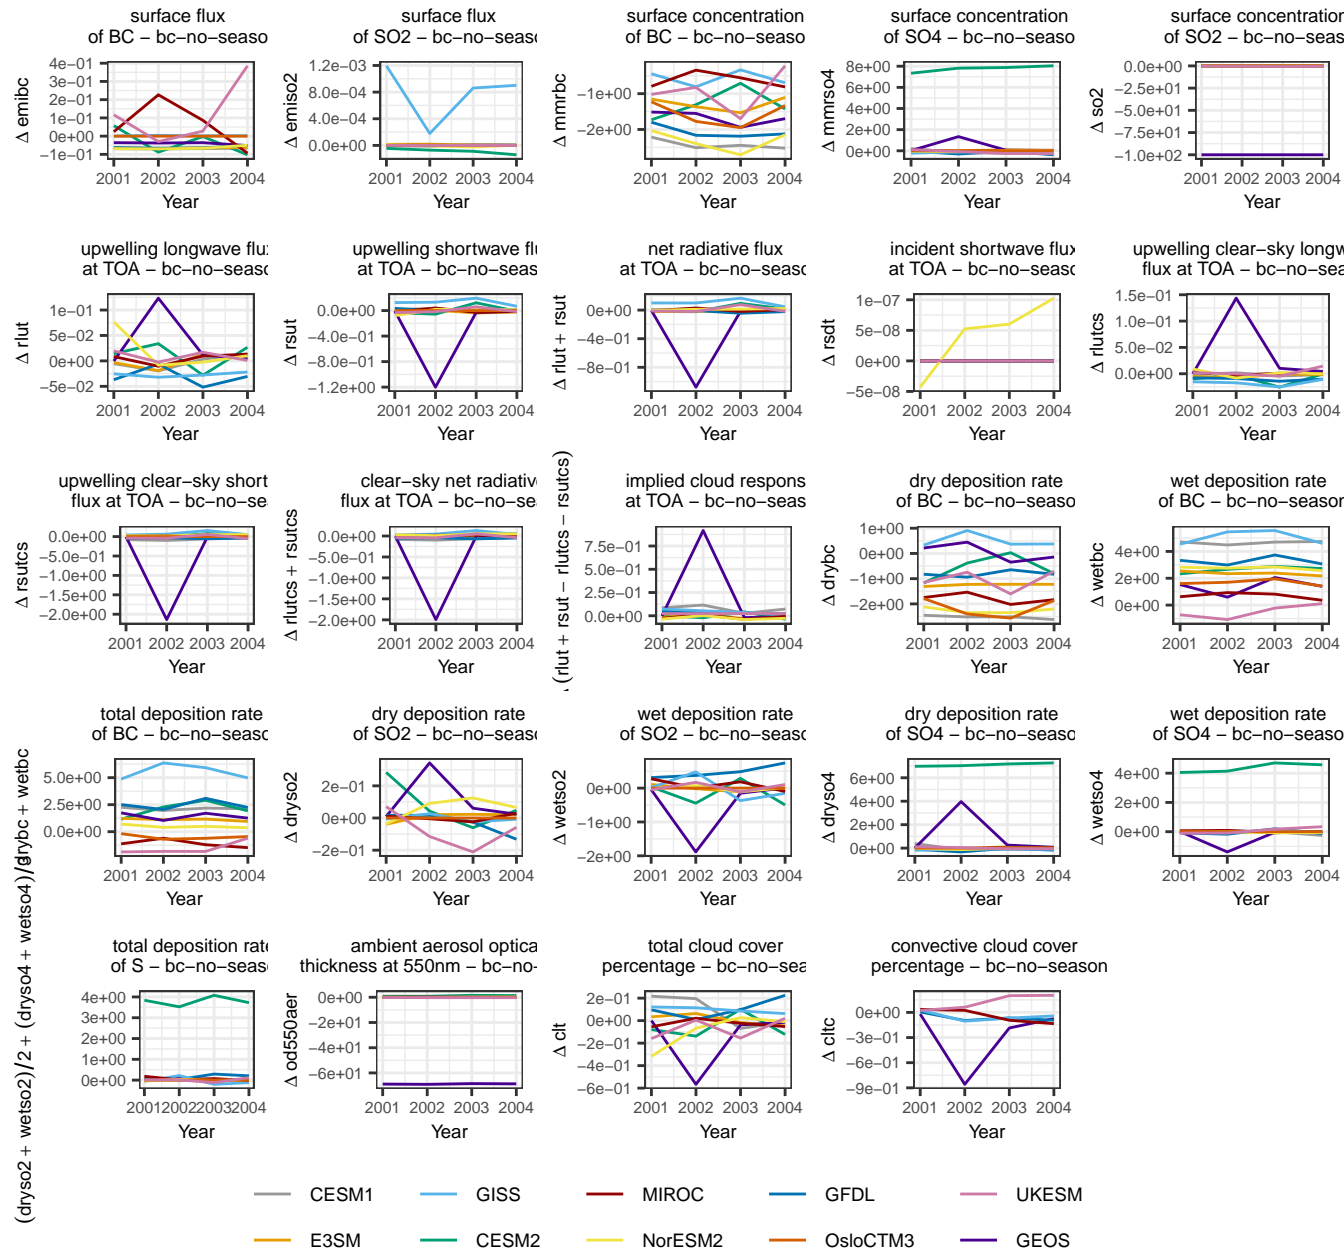 surface flux
of BC − bc−no−seaso
4e−01
3e−01
2e−01
1e−01
0e+00
−1e−01
Δ emibc
2001 2002 2003 2004
Year
surface flux
of SO2 − bc−no−seaso
1.2e−03
8.0e−04
4.0e−04
0.0e+00
Δ emiso2
2001 2002 2003 2004
Year
surface concentration
of BC − bc−no−seaso
−1e+00
−2e+00
Δ mmrbc
2001 2002 2003 2004
Year
surface concentration
of SO4 − bc−no−seaso
8e+00
6e+00
4e+00
2e+00
0e+00
Δ mmrso4
2001 2002 2003 2004
Year
surface concentration
of SO2 − bc−no−seaso
0.0e+00
−2.5e+01
−5.0e+01
−7.5e+01
−1.0e+02
Δ so2
2001 2002 2003 2004
Year
upwelling longwave flux
at TOA − bc−no−seaso
1e−01
5e−02
0e+00
−5e−02
Δ rlut
2001 2002 2003 2004
Year
upwelling shortwave flu
at TOA − bc−no−seaso
0.0e+00
−4.0e−01
−8.0e−01
−1.2e+00
Δ rsut
2001 2002 2003 2004
Year
net radiative flux
at TOA − bc−no−seaso
0e+00
−4e−01
−8e−01
Δ rlut + rsut
2001 2002 2003 2004
Year
incident shortwave flux
at TOA − bc−no−seaso
1e−07
5e−08
0e+00
−5e−08
Δ rsdt
2001 2002 2003 2004
Year
upwelling clear−sky longw
flux at TOA − bc−no−seaso
1.5e−01
1.0e−01
5.0e−02
0.0e+00
Δ rlutcs
2001 2002 2003 2004
Year
upwelling clear−sky short
flux at TOA − bc−no−sea
0.0e+00
−5.0e−01
−1.0e+00
−1.5e+00
−2.0e+00
Δ rsutcs
2001 2002 2003 2004
Year
clear−sky net radiative
flux at TOA − bc−no−sea
0.0e+00
−5.0e−01
−1.0e+00
−1.5e+00
−2.0e+00
Δ rlutcs + rsutcs
2001 2002 2003 2004
Year
implied cloud respons
at TOA − bc−no−seas
7.5e−01
5.0e−01
2.5e−01
0.0e+00
(rlut + rsut − rlutcs − rsutcs)
2001 2002 2003 2004
Year
dry deposition rate
of BC − bc−no−seaso
1e+00
0e+00
−1e+00
−2e+00
Δ drybc
2001 2002 2003 2004
Year
wet deposition rate
of BC − bc−no−season
4e+00
2e+00
0e+00
Δ wetbc
2001 2002 2003 2004
Year
total deposition rate
of BC − bc−no−seaso
5.0e+00
2.5e+00
0.0e+00
drybc + wetbc
2001 2002 2003 2004
Year
dry deposition rate
of SO2 − bc−no−seaso
2e−01
0e+00
−2e−01
Δ dryso2
2001 2002 2003 2004
Year
wet deposition rate
of SO2 − bc−no−seaso
0e+00
−1e+00
−2e+00
Δ wetso2
2001 2002 2003 2004
Year
dry deposition rate
of SO4 − bc−no−seaso
6e+00
4e+00
2e+00
0e+00
Δ dryso4
2001 2002 2003 2004
Year
wet deposition rate
of SO4 − bc−no−seaso
4e+00
2e+00
0e+00
Δ wetso4
2001 2002 2003 2004
Year
total deposition rate
of S − bc−no−seaso
4e+00
3e+00
2e+00
1e+00
0e+00
(dryso2 + wetso2)/2 + (dryso4 + wetso4)/3
2001 2002 2003 2004
Year
ambient aerosol optica
thickness at 550nm − bc−no−
0e+00
−2e+01
−4e+01
−6e+01
Δ od550aer
2001 2002 2003 2004
Year
total cloud cover
percentage − bc−no−sea
2e−01
0e+00
−2e−01
−4e−01
−6e−01
Δ clt
2001 2002 2003 2004
Year
convective cloud cover
percentage − bc−no−season
0e+00
−3e−01
−6e−01
−9e−01
Δ cltc
2001 2002 2003 2004
Year
CESM1 GISS MIROC GFDL UKESM
E3SM CESM2 NorESM2 OsloCTM3 GEOS